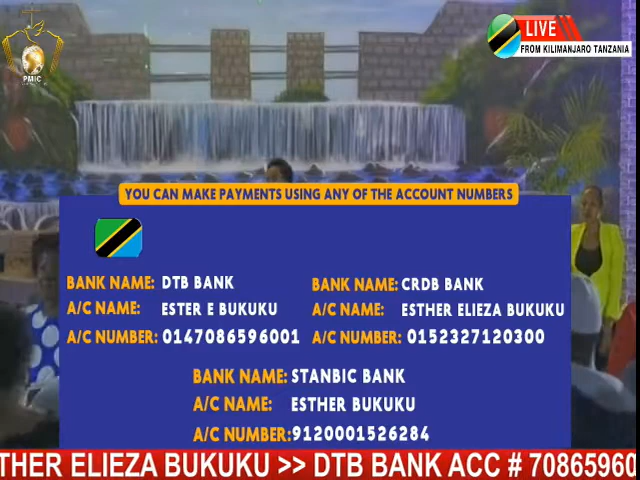 PMIC
LIVE
FROM KILIMANJARO TANZANIA
YOU CAN MAKE PAYMENTS USING ANY OF THE ACCOUNT NUMBERS
BANK NAME: DTB BANK
A/C NAME: ESTER E BUKUKU
A/C NUMBER: 0147086596001
BANK NAME: CRDB BANK
A/C NAME: ESTHER ELIEZA BUKUKU
A/C NUMBER: 0152327120300
BANK NAME: STANBIC BANK
A/C NAME: ESTHER BUKUKU
A/C NUMBER:9120001526284
THER ELIEZA BUKUKU >> DTB BANK ACC # 70865960